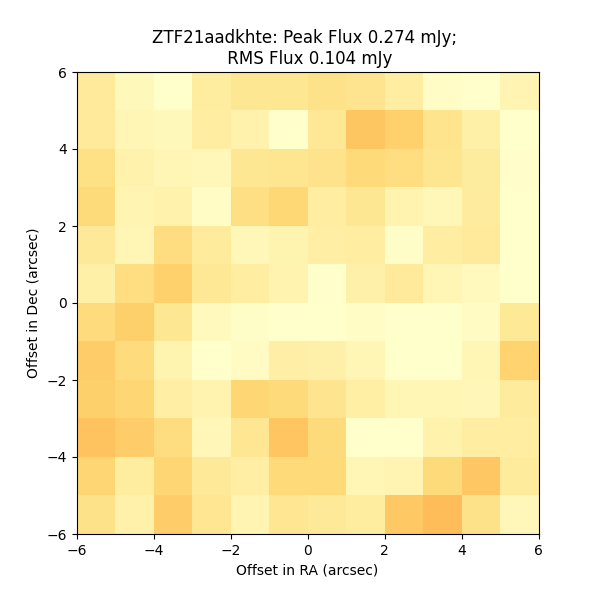 ZTF21aadkhte: Peak Flux 0.274 mJy;
RMS Flux 0.104 mJy
6
4
2
0
−2
−4
−6
Offset in Dec (arcsec)
−6 −4 −2 0 2 4 6
Offset in RA (arcsec)